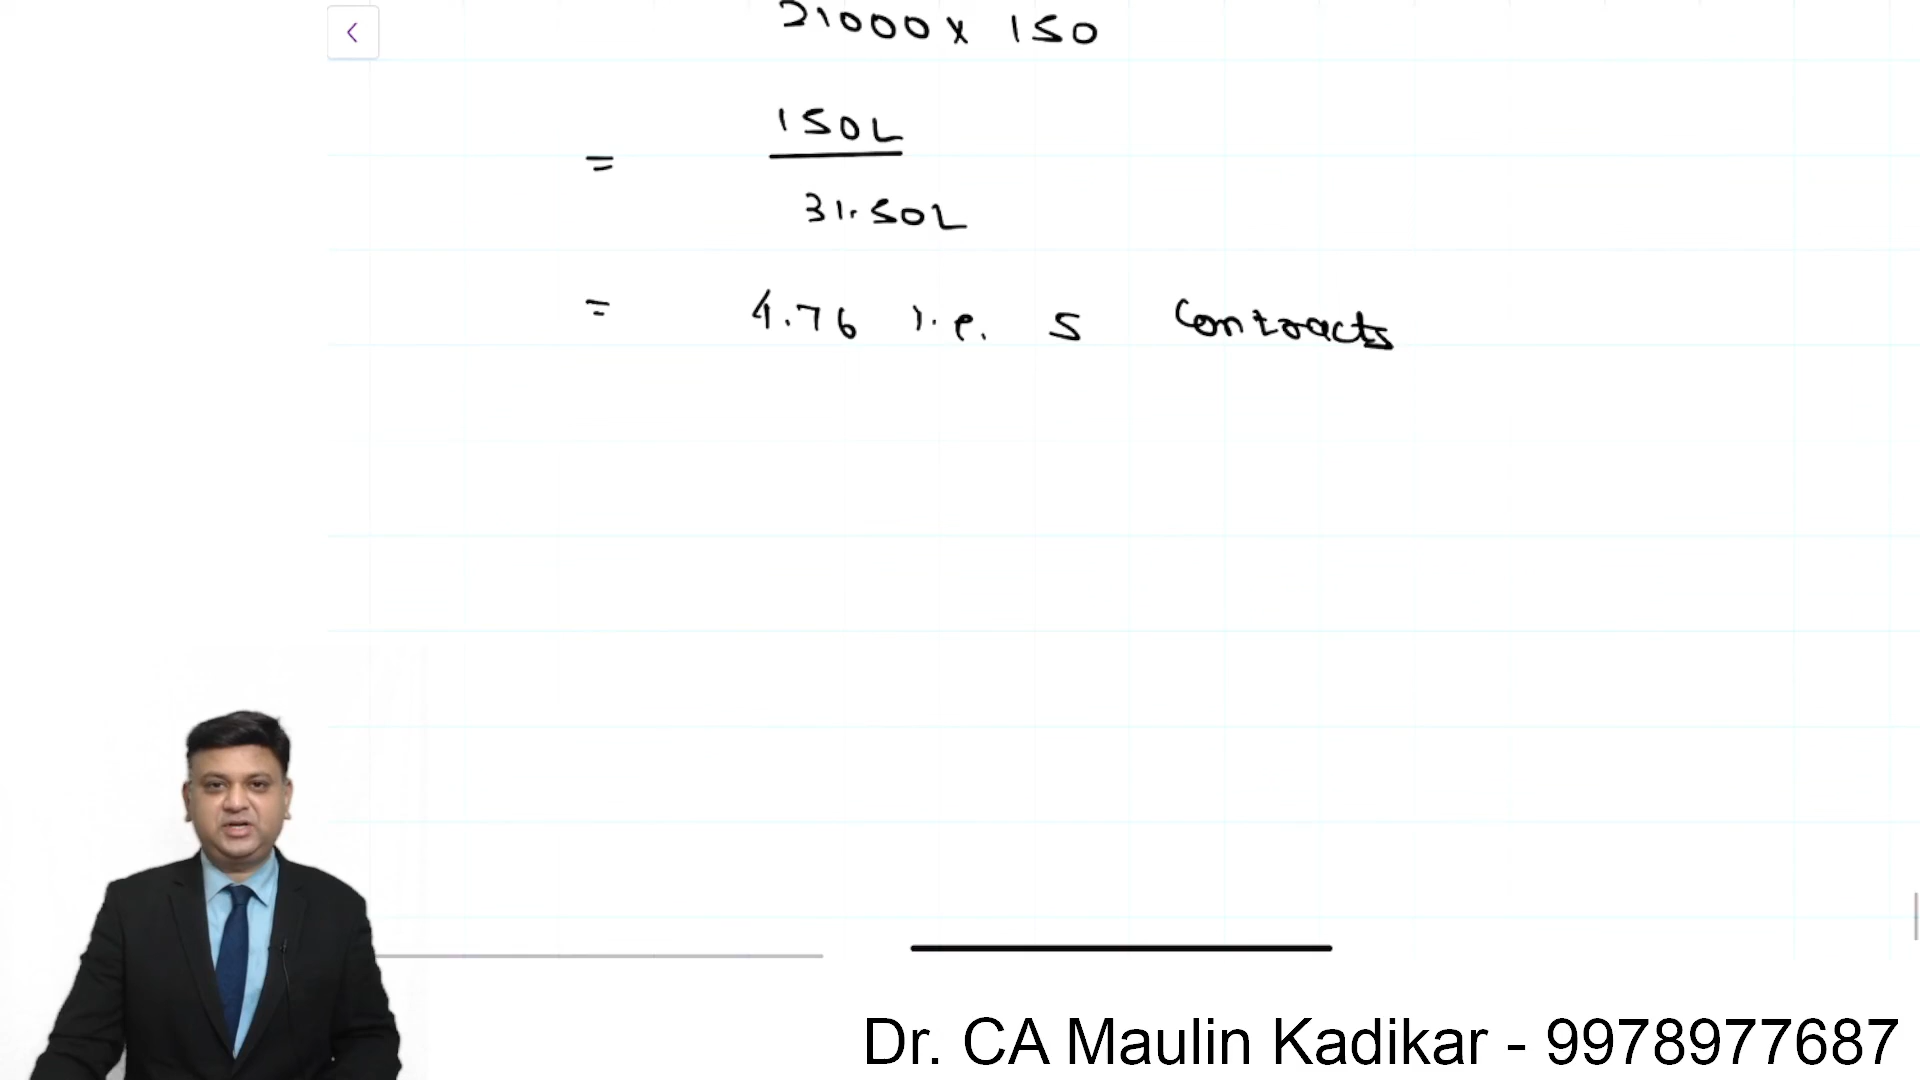 21000 x 150
= 150L
31.50L
= 4.76 i.e. 5 contracts
Dr. CA Maulin Kadikar - 9978977687